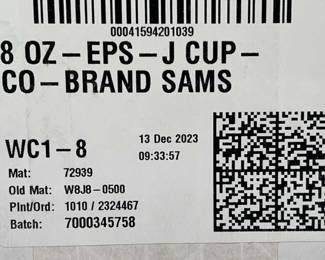 00041594201039
8 OZ-EPS-J CUP-
CO-BRAND SAMS
WC1-8
13 Dec 2023
09:33:57
Mat: 72939
Old Mat: W8J8-0500
Plnt/Ord: 1010 / 2324467
Batch: 7000345758